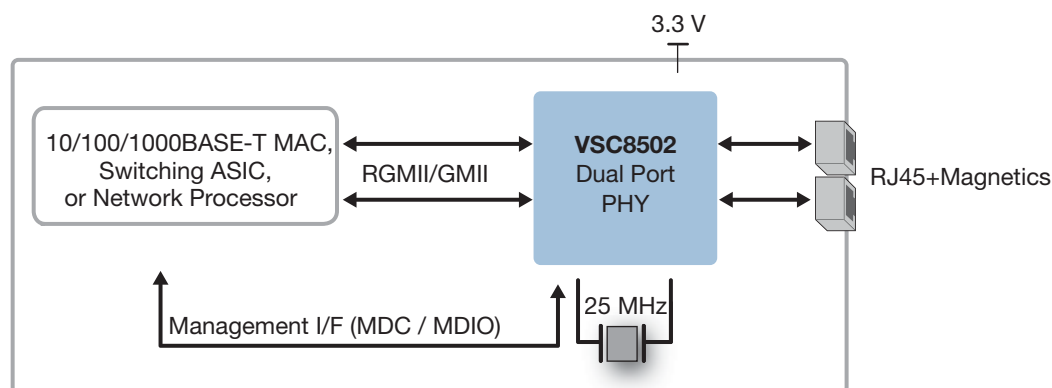 3.3 V
10/100/1000BASE-T MAC,
Switching ASIC,
or Network Processor
RGMII/GMII
VSC8502
Dual Port
PHY
RJ45+Magnetics
Management I/F (MDC / MDIO)
25 MHz